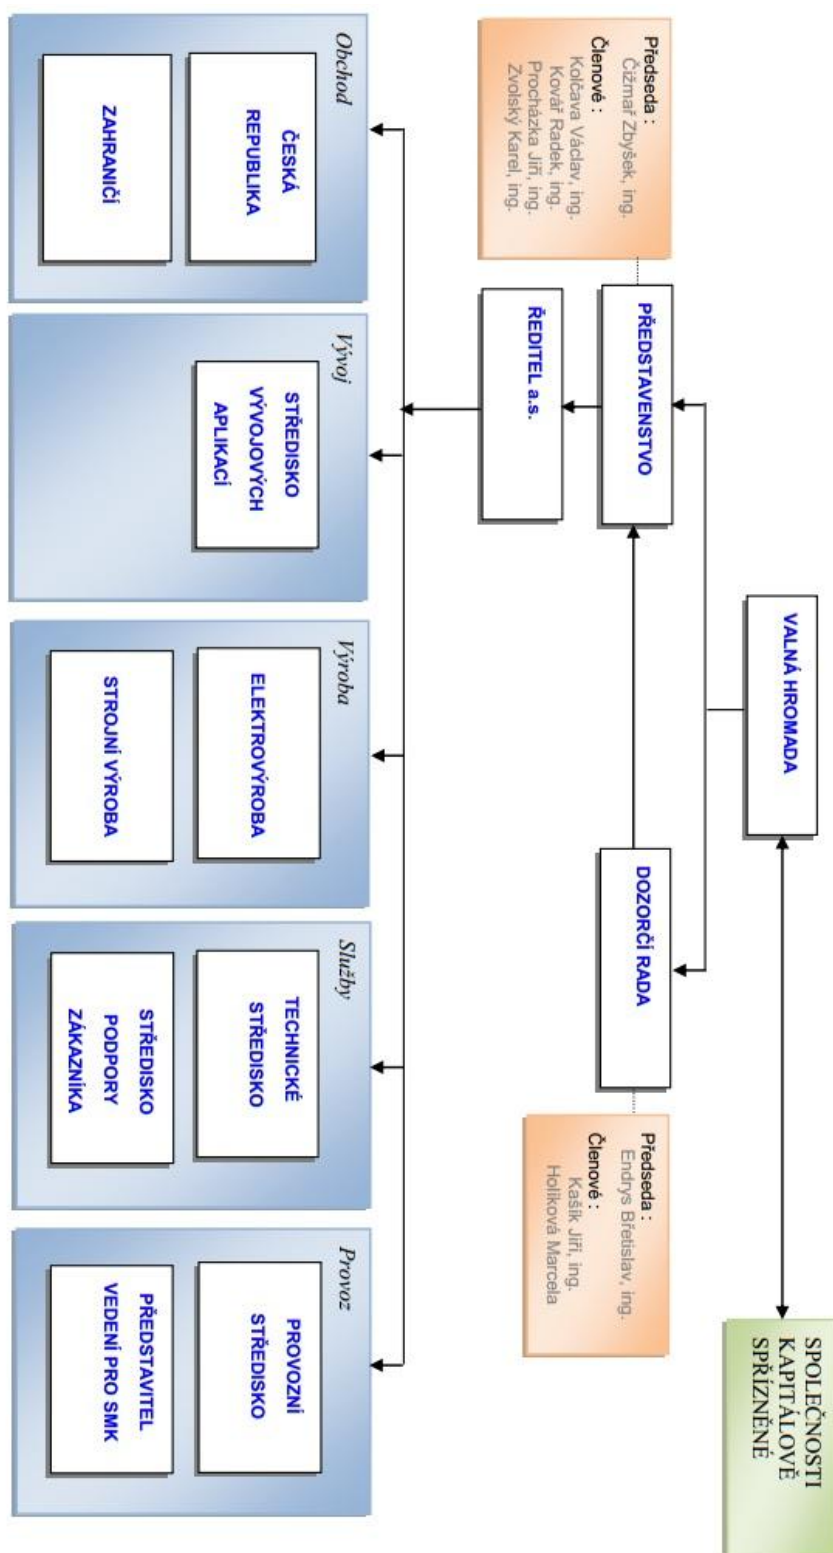 SPOLEČNOSTI
KAPITÁLOVĚ
SPŘÍZNĚNÉ
VALNÁ HROMADA
Předseda :
Čižmař Zbyšek, ing.
Členové :
Kolčava Václav, ing.
Kovář Radek, ing.
Procházka Jiří, ing.
Zvolský Karel, ing.
PŘEDSTAVENSTVO
DOZORČÍ RADA
Předseda :
Endrys Břetislav, ing.
Členové :
Kašík Jiří, ing.
Holíková Marcela
ŘEDITEL a.s.
Obchod
ČESKÁ
REPUBLIKA
ZAHRANIČÍ
Vývoj
STŘEDISKO
VÝVOJOVÝCH
APLIKACÍ
Výroba
ELEKTROVÝROBA
STROJNÍ VÝROBA
Služby
TECHNICKÉ
STŘEDISKO
STŘEDISKO
PODPORY
ZÁKAZNÍKA
Provoz
PROVOZNÍ
STŘEDISKO
PŘEDSTAVITEL
VEDENÍ PRO SMK